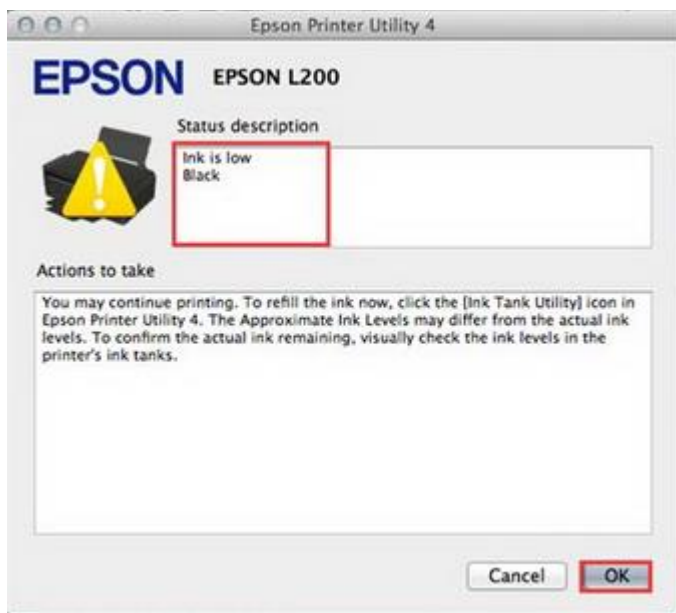 Epson Printer Utility 4
EPSON
EPSON L200
Status description
Ink is low
Black
Actions to take
You may continue printing. To refill the ink now, click the [Ink Tank Utility] icon in
Epson Printer Utility 4. The Approximate Ink Levels may differ from the actual ink
levels. To confirm the actual ink remaining, visually check the ink levels in the
printer's ink tanks.
Cancel
OK